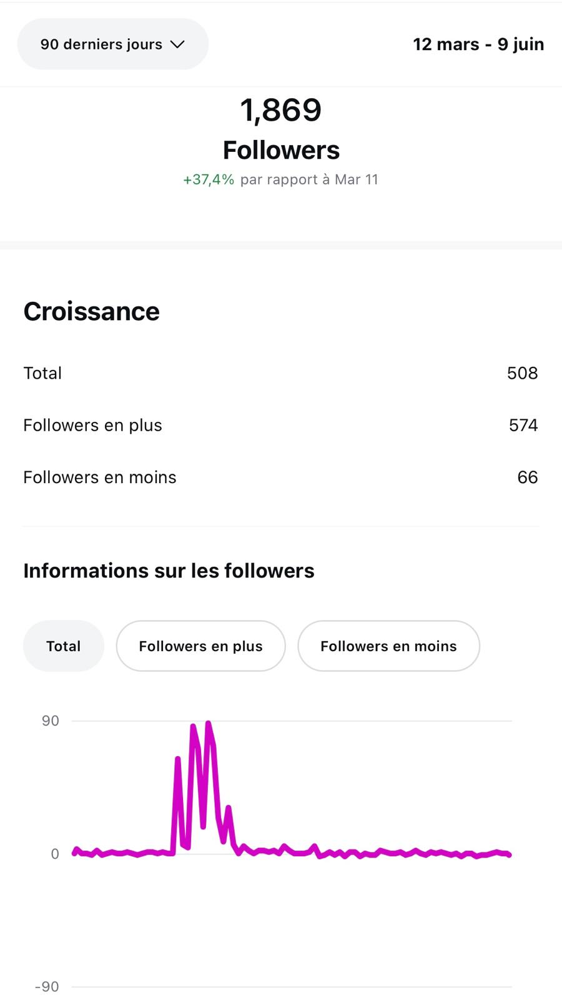 90 derniers jours
12 mars - 9 juin
1,869
Followers
+37,4% par rapport à Mar 11
Croissance
Total 508
Followers en plus 574
Followers en moins 66
Informations sur les followers
Total Followers en plus Followers en moins
90
0
-90